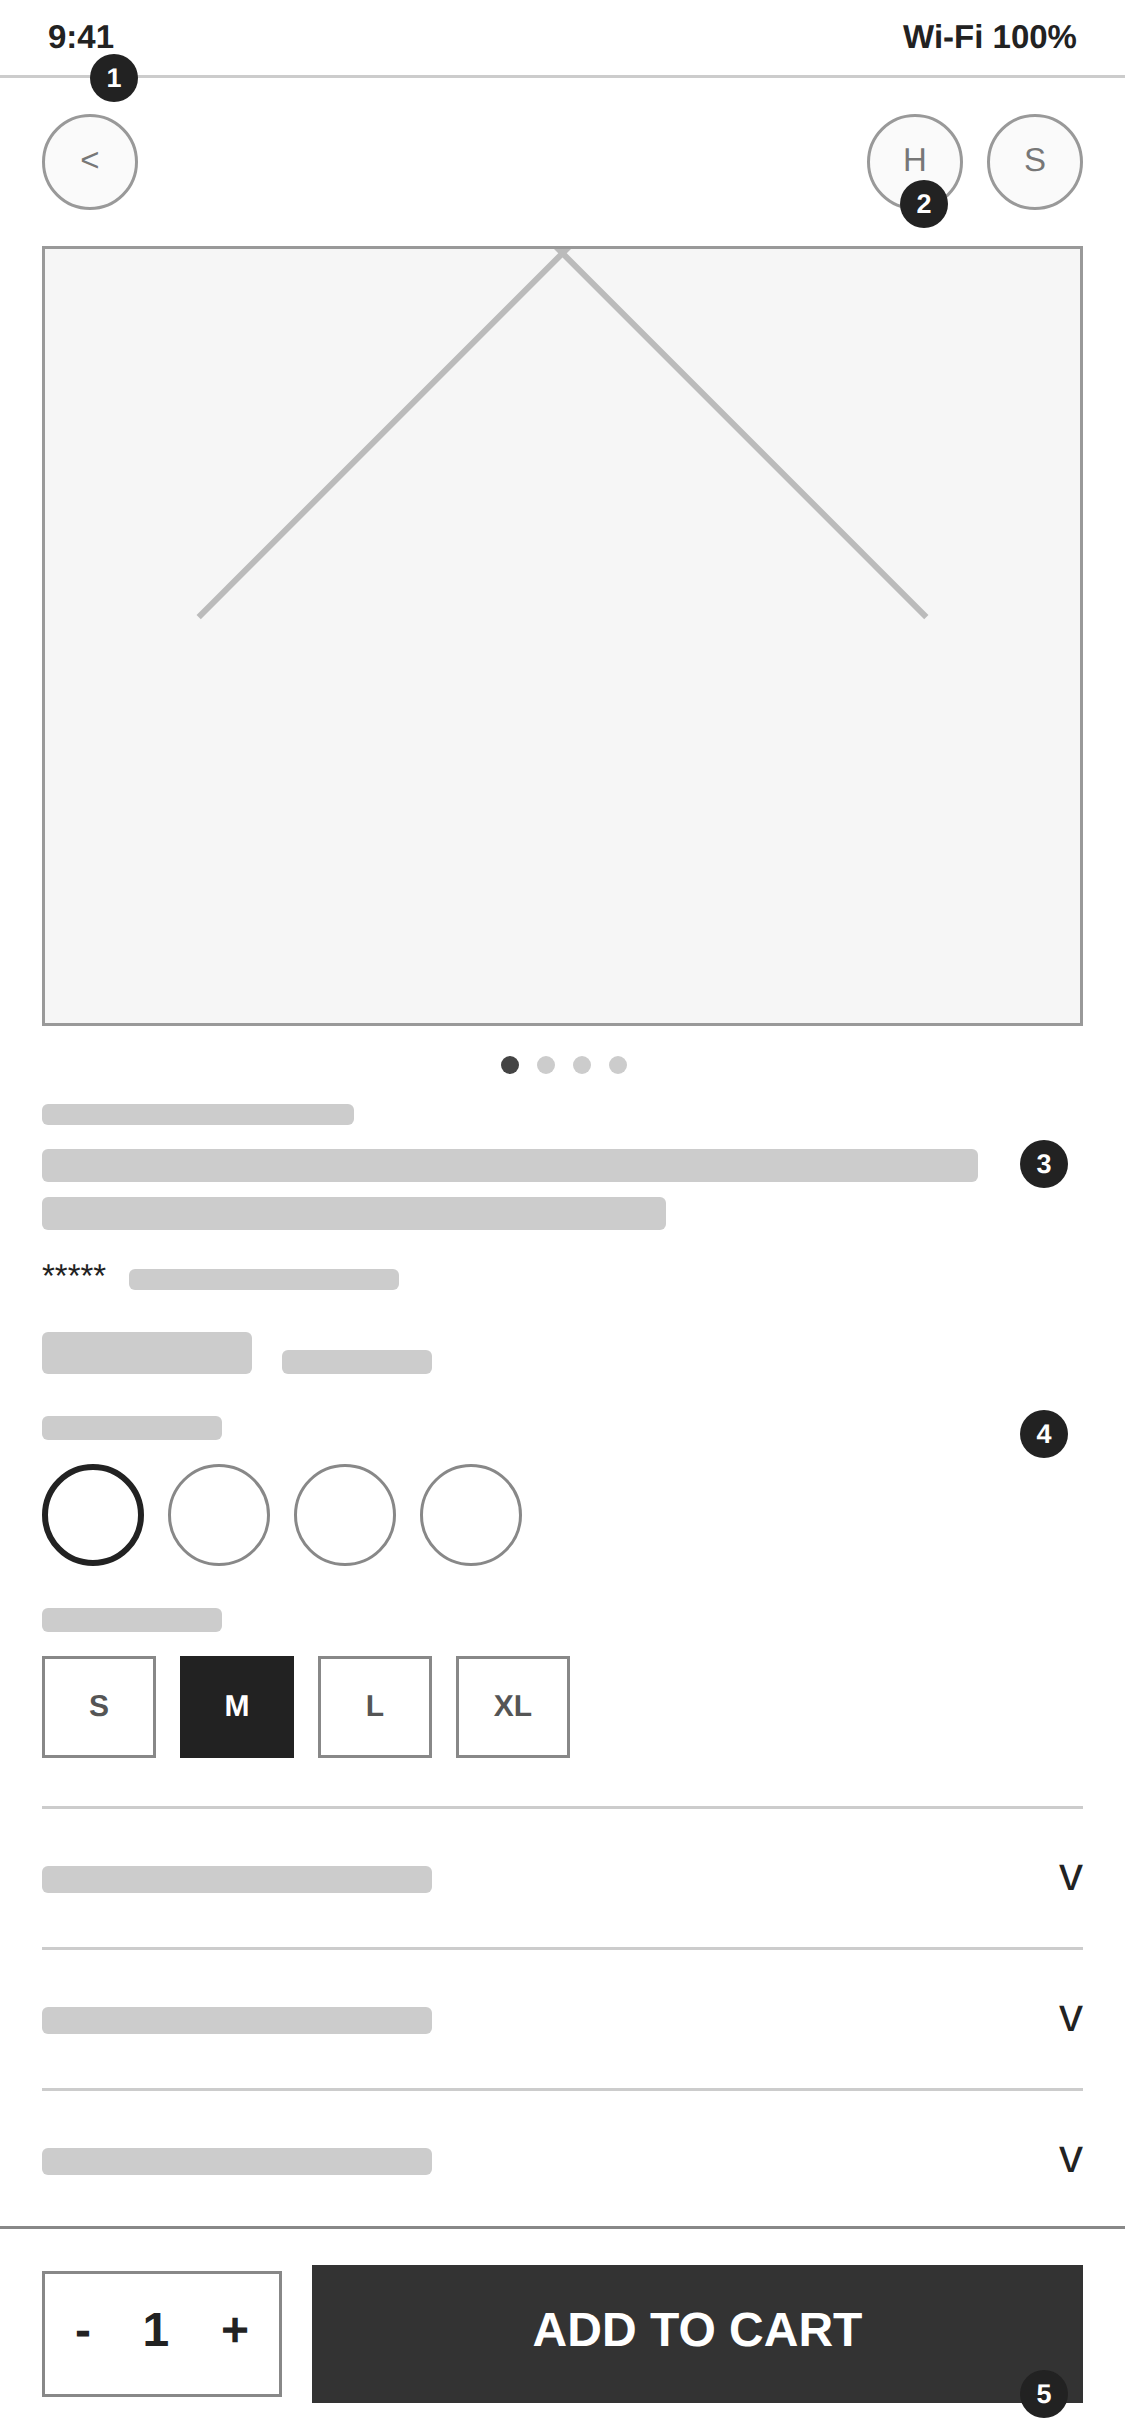 9:41 Wi-Fi 100%
1
< H S
2
3
*****
4
S M L XL
V
V
V
- 1 + ADD TO CART
5